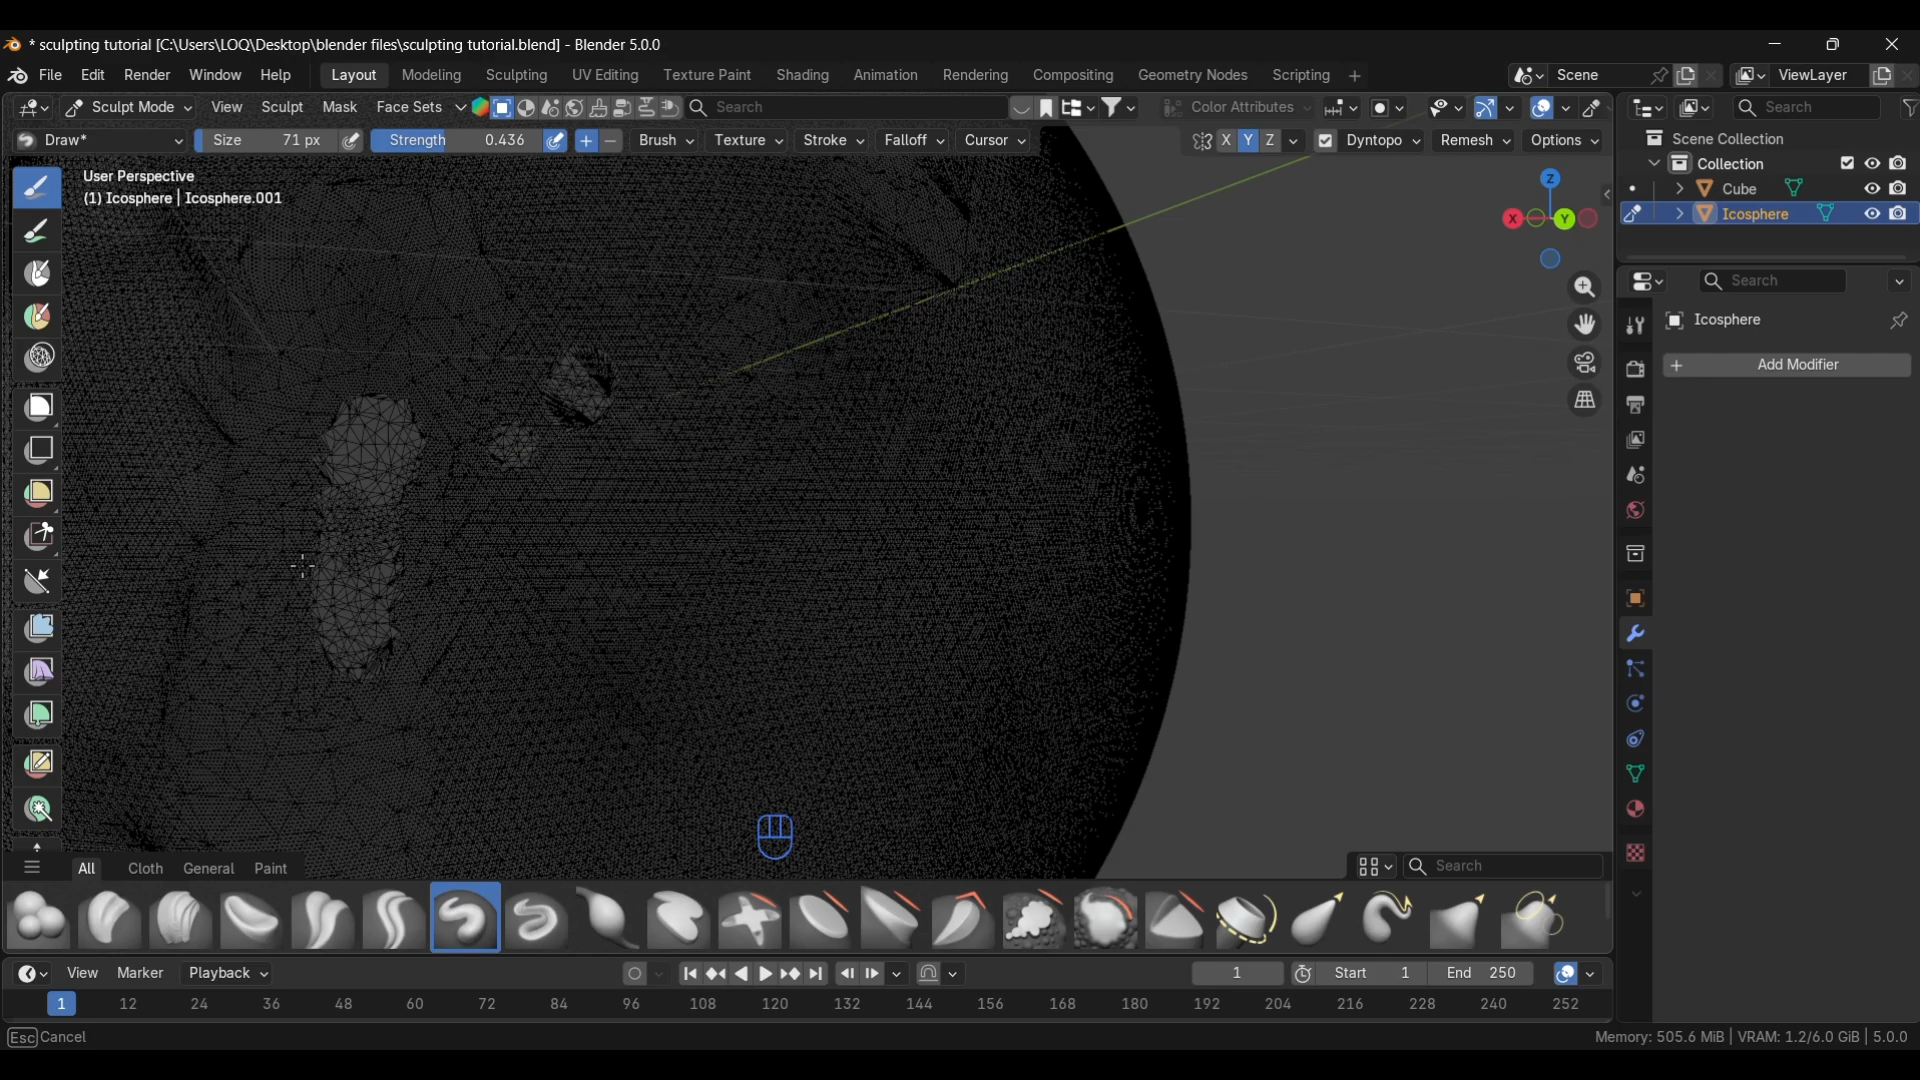 * sculpting tutorial [C:\Users\LOQ\Desktop\blender files\sculpting tutorial.blend] - Blender 5.0.0
File Edit Render Window Help Layout Modeling Sculpting UV Editing Texture Paint Shading Animation Rendering Compositing Geometry Nodes Scripting + Scene ViewLayer
Sculpt Mode View Sculpt Mask Face Sets Search Color Attributes Search
Draw* Size 71 px Strength 0.436 Brush Texture Stroke Falloff Cursor X Y Z Dyntopo Remesh Options
Scene Collection
Collection
Cube
Icosphere
User Perspective
(1) Icosphere | Icosphere.001
Z
X Y
Search
Icosphere
+ Add Modifier
All Cloth General Paint Search
View Marker Playback 1 Start 1 End 250
1 12 24 36 48 60 72 84 96 108 120 132 144 156 168 180 192 204 216 228 240 252
Esc Cancel Memory: 505.6 MiB | VRAM: 1.2/6.0 GiB | 5.0.0